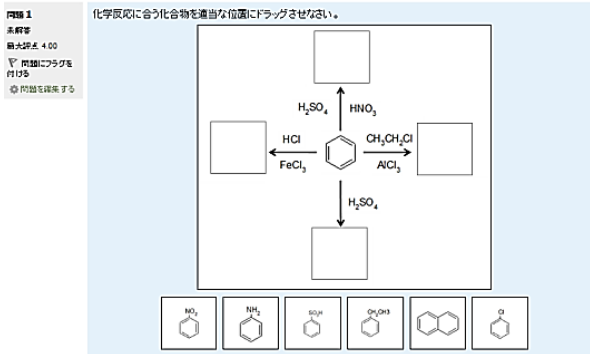 問題 1
未解答
最大評点 4.00
問題にフラグを
付ける
問題を編集する
化学反応に合う化合物を適当な位置にドラッグさせなさい。
H₂SO₄ HNO₃
HCl
FeCl₃
CH₃CH₂Cl
AlCl₃
H₂SO₄
NO₂
NH₂
SO₃H
CH₂CH3
Cl